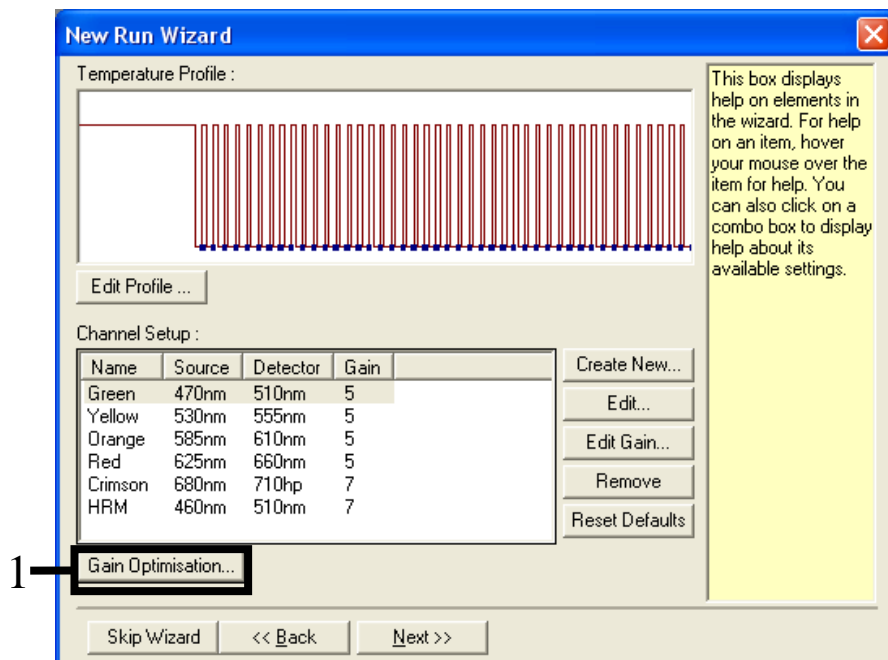 New Run Wizard
Temperature Profile :
This box displays
help on elements in
the wizard. For help
on an item, hover
your mouse over the
item for help. You
can also click on a
combo box to display
help about its
available settings.
Edit Profile ...
Channel Setup :
Name Source Detector Gain
Green 470nm 510nm 5
Yellow 530nm 555nm 5
Orange 585nm 610nm 5
Red 625nm 660nm 5
Crimson 680nm 710hp 7
HRM 460nm 510nm 7
Create New...
Edit...
Edit Gain...
Remove
Reset Defaults
1
Gain Optimisation...
Skip Wizard << Back Next >>